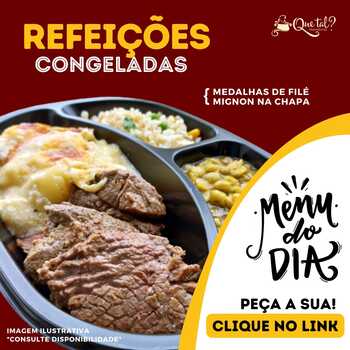 REFEIÇÕES
CONGELADAS
Que tal?
{ MEDALHAS DE FILÉ
MIGNON NA CHAPA
Menu
do
DIA
PEÇA A SUA!
CLIQUE NO LINK
IMAGEM ILUSTRATIVA
"CONSULTE DISPONIBILIDADE"